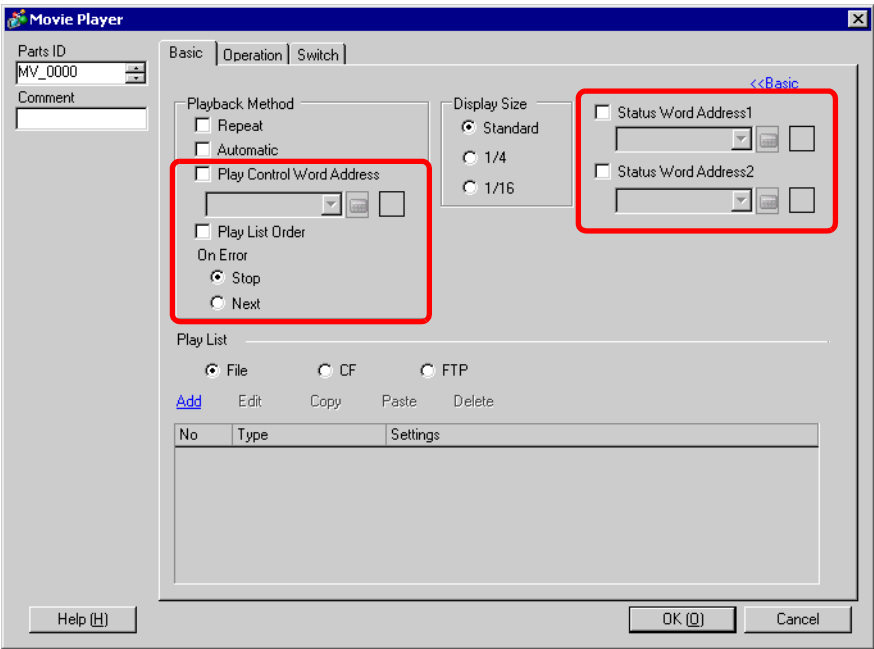 Movie Player
Parts ID
MV_0000
Comment
Basic
Operation
Switch
<<Basic
Playback Method
Repeat
Automatic
Play Control Word Address
Play List Order
On Error
Stop
Next
Display Size
Standard
1/4
1/16
Status Word Address1
Status Word Address2
Play List
File
CF
FTP
Add
Edit
Copy
Paste
Delete
No
Type
Settings
Help (H)
OK (O)
Cancel